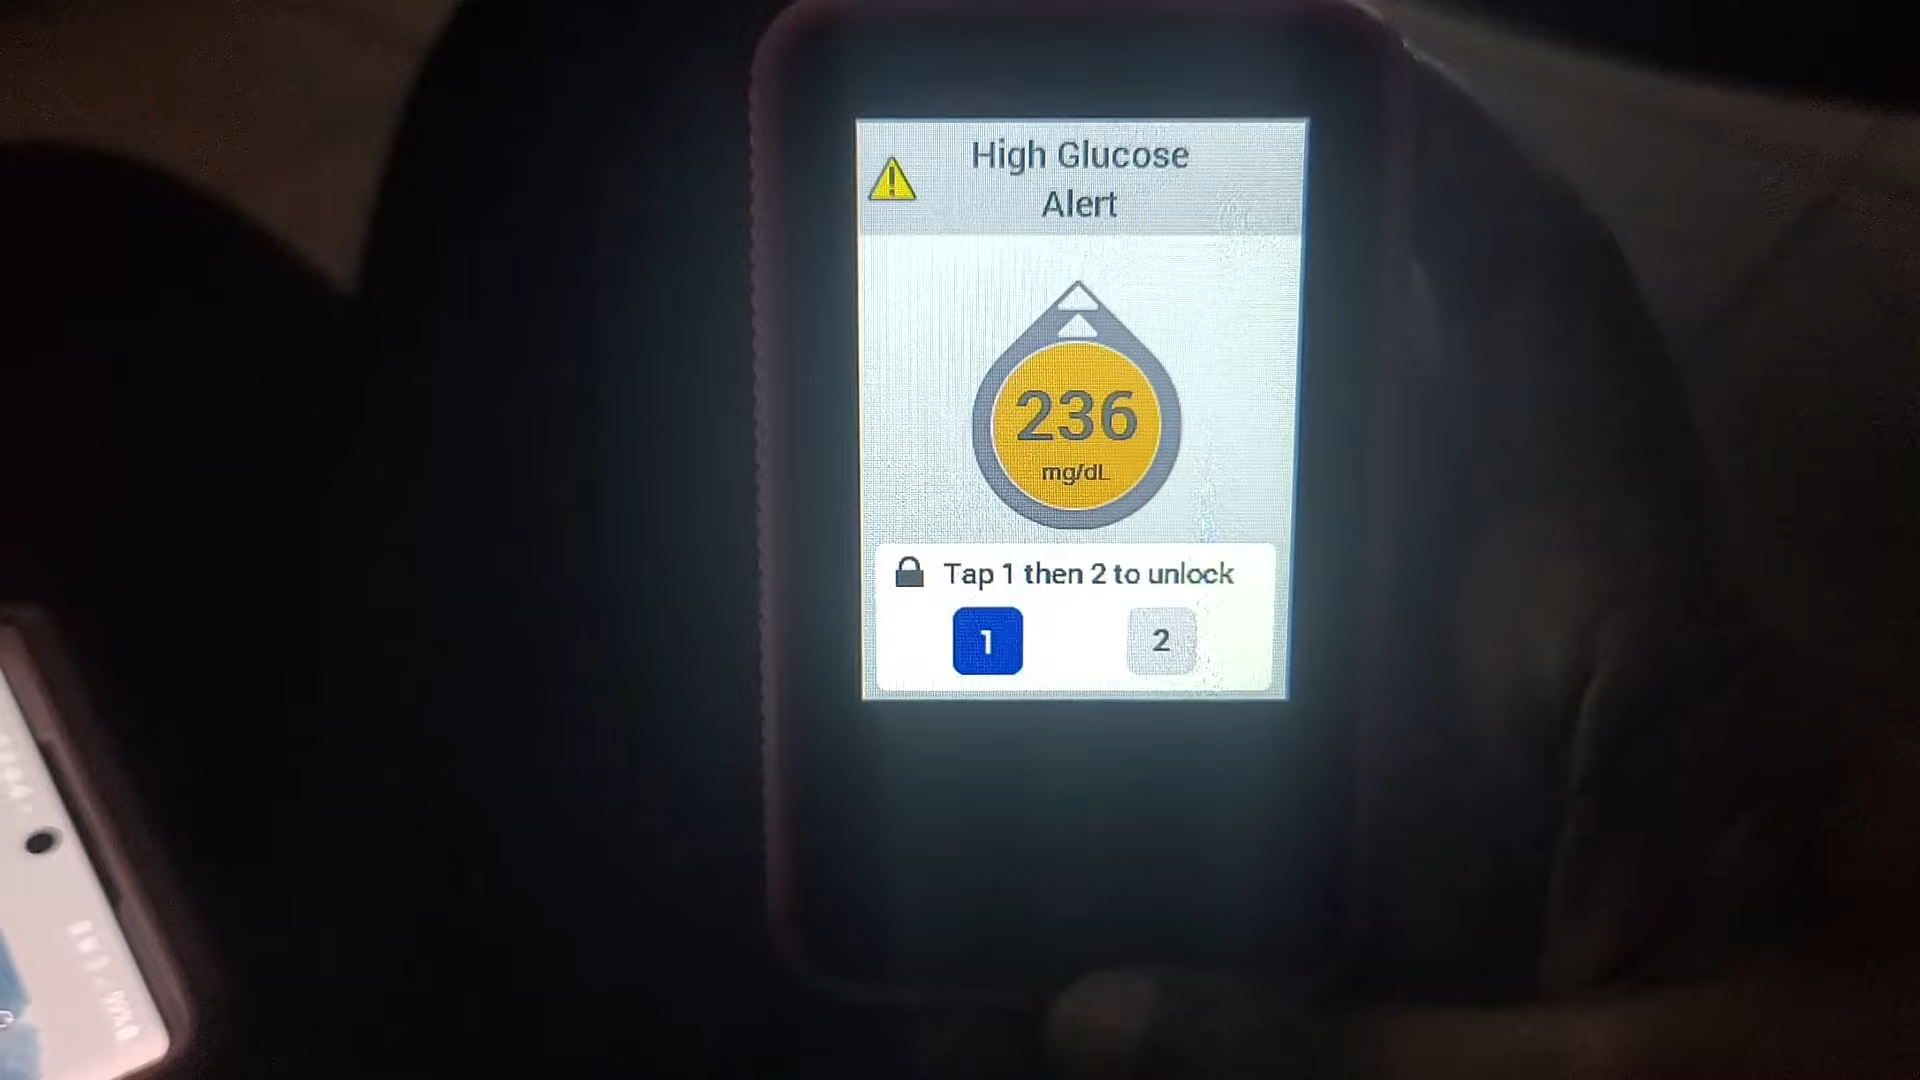 High Glucose
Alert
236
mg/dL
Tap 1 then 2 to unlock
1
2